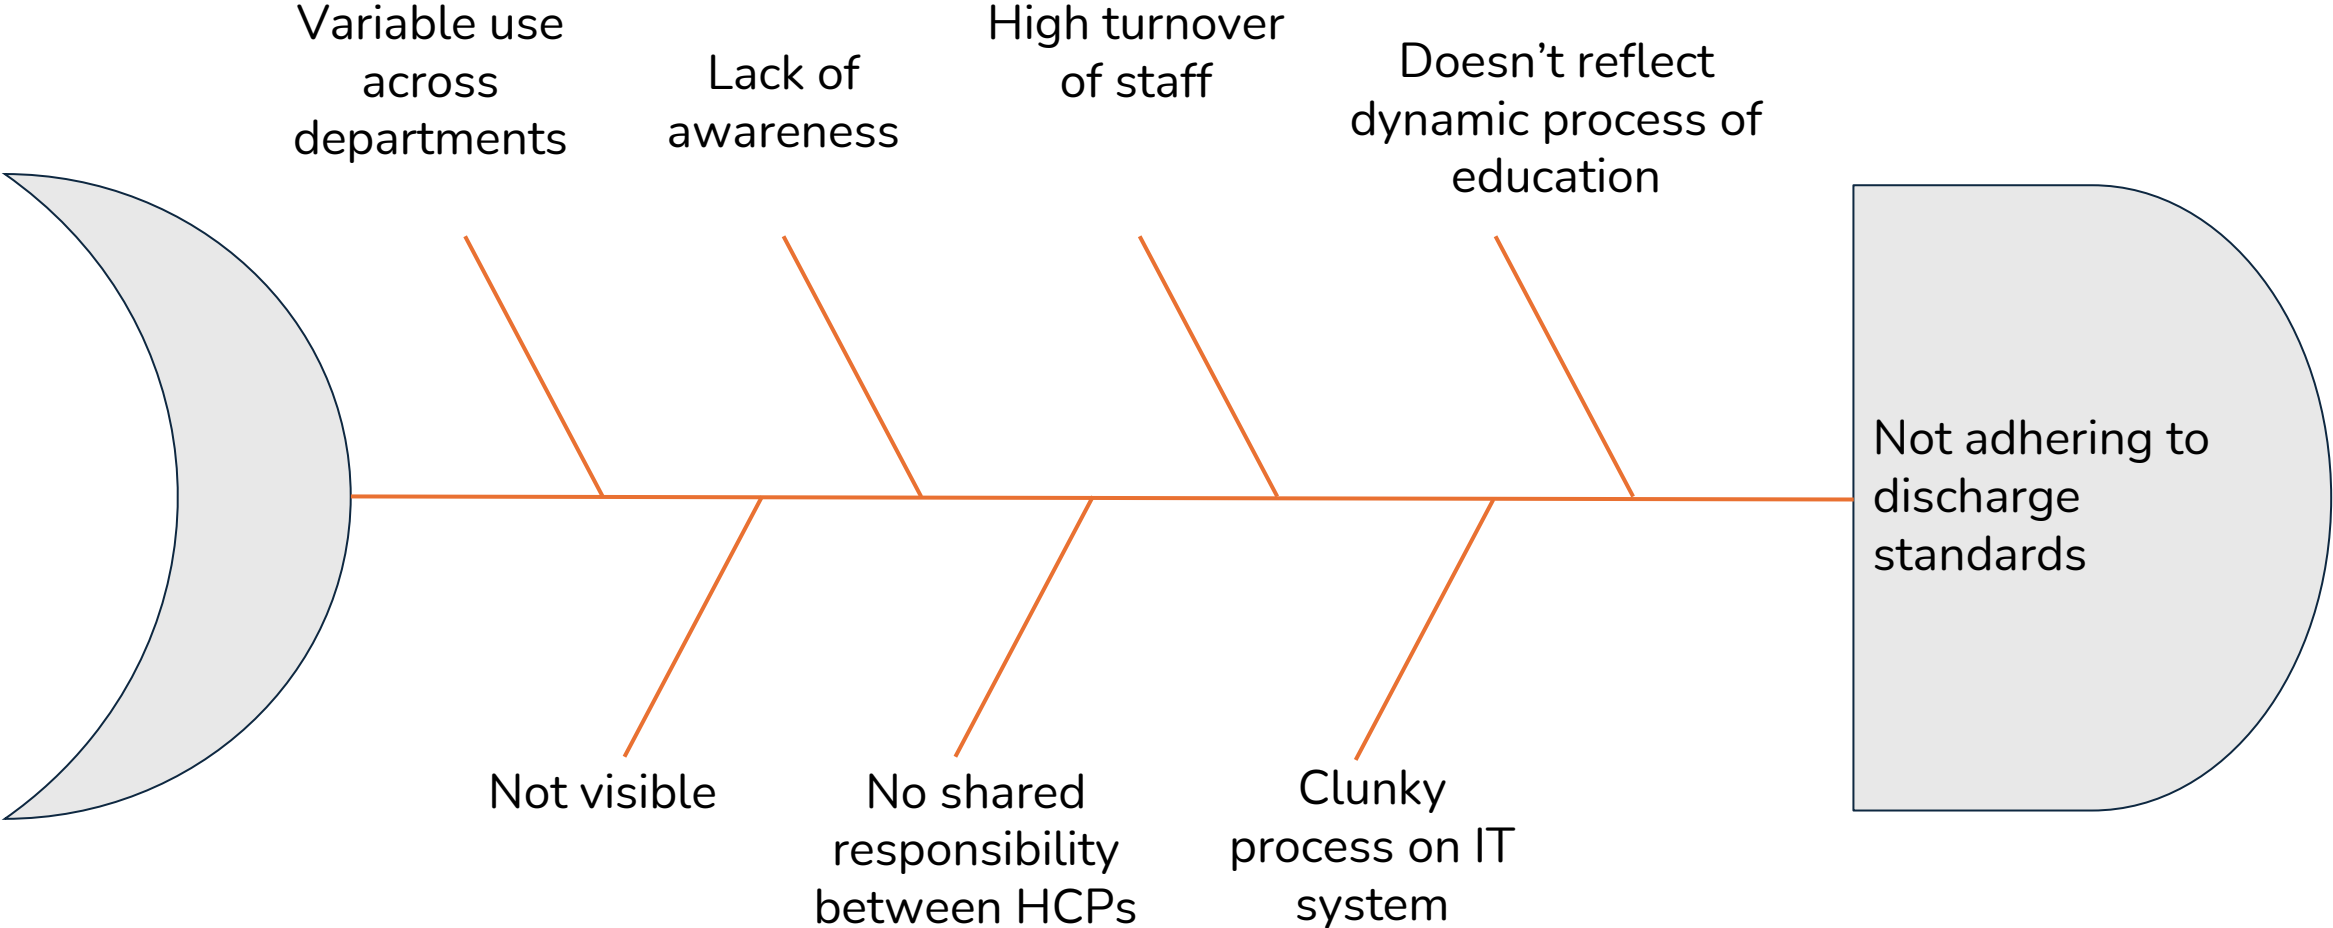 Variable use
across
departments
Lack of
awareness
High turnover
of staff
Doesn’t reflect
dynamic process of
education
Not adhering to
discharge
standards
Not visible
No shared
responsibility
between HCPs
Clunky
process on IT
system